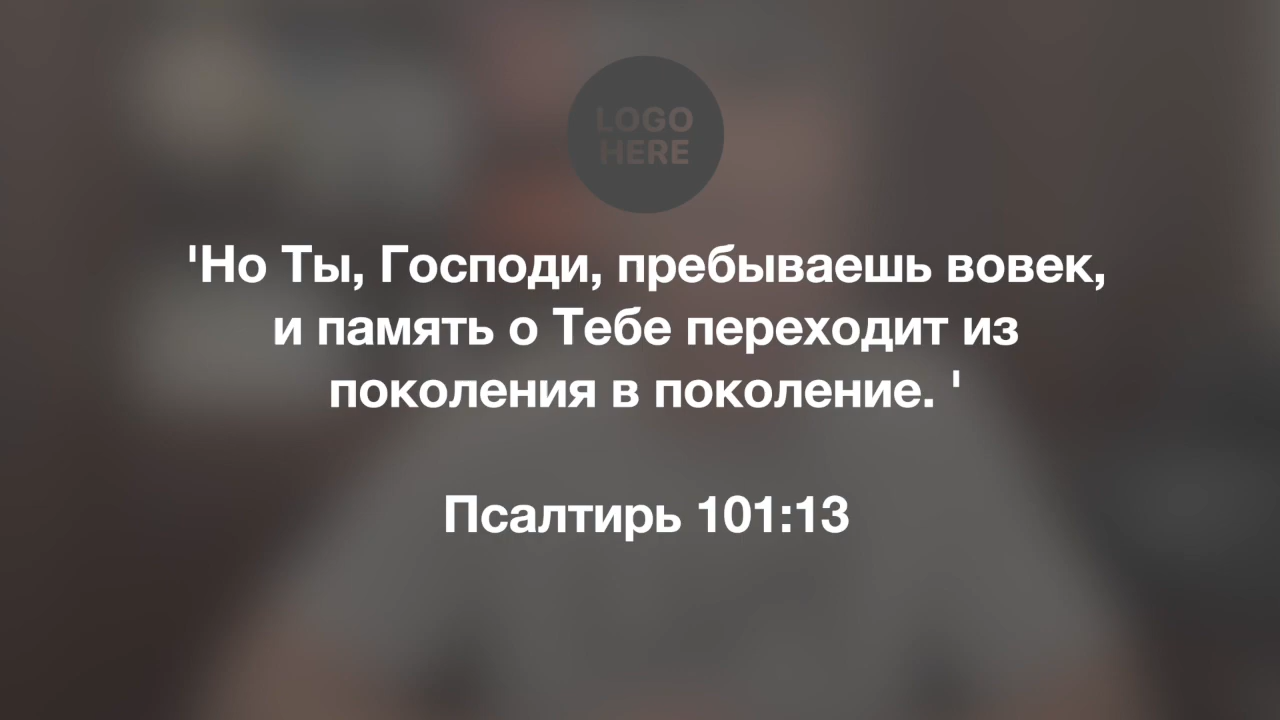 LOGO
HERE
'Но Ты, Господи, пребываешь вовек,
и память о Тебе переходит из
поколения в поколение. '
Псалтирь 101:13